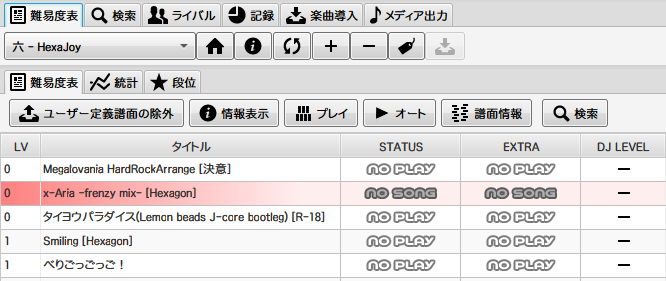 難易度表 検索 ライバル 記録 楽曲導入 メディア出力
六 - HexaJoy
難易度表 統計 段位
ユーザー定義譜面の除外 情報表示 プレイ オート 譜面情報 検索
LV タイトル STATUS EXTRA DJ LEVEL
0 Megalovania HardRockArrange [決意] NO PLAY NO PLAY —
0 x-Aria -frenzy mix- [Hexagon] NO SONG NO SONG —
0 タイヨウパラダイス(Lemon beads J-core bootleg) [R-18] NO PLAY NO PLAY —
1 Smiling [Hexagon] NO PLAY NO PLAY —
1 べりごっごっご！ NO PLAY NO PLAY —